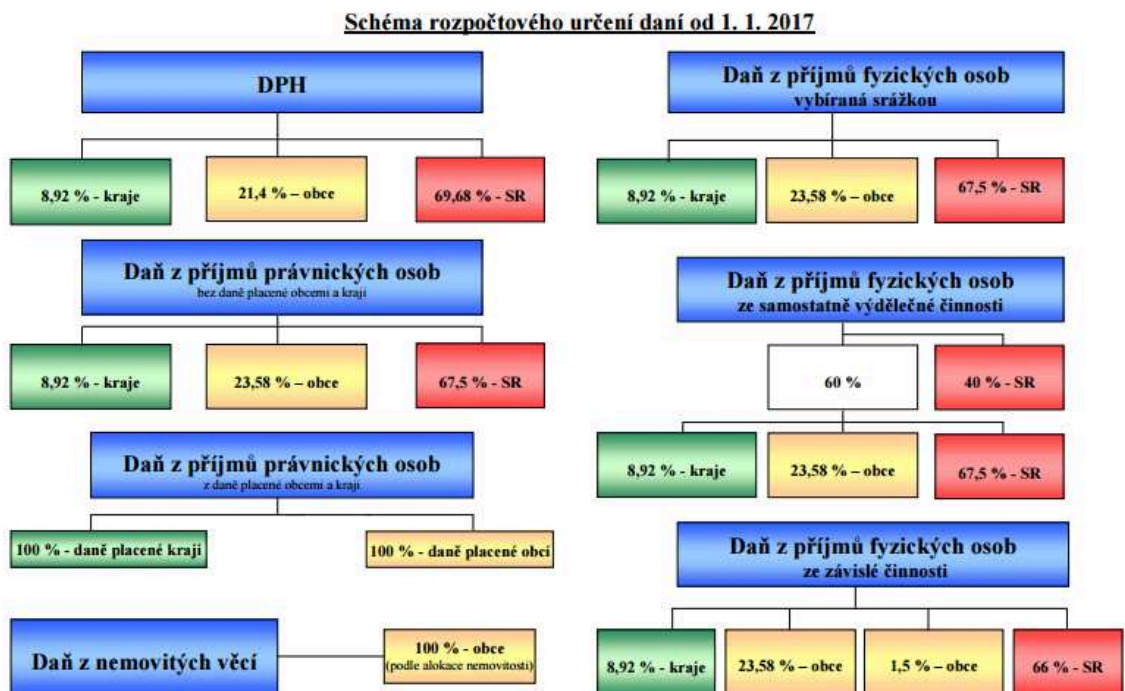 Schéma rozpočtového určení daní od 1. 1. 2017
DPH
8,92 % - kraje
21,4 % – obce
69,68 % - SR
Daň z příjmů právnických osob
bez daně placené obcemi a kraji
8,92 % - kraje
23,58 % – obce
67,5 % - SR
Daň z příjmů právnických osob
z daně placené obcemi a kraji
100 % - daně placené kraji
100 % - daně placené obcí
Daň z nemovitých věcí
100 % - obce
(podle alokace nemovitosti)
Daň z příjmů fyzických osob
vybíraná srážkou
8,92 % - kraje
23,58 % – obce
67,5 % - SR
Daň z příjmů fyzických osob
ze samostatně výdělečné činnosti
60 %
40 % - SR
8,92 % - kraje
23,58 % – obce
67,5 % - SR
Daň z příjmů fyzických osob
ze závislé činnosti
8,92 % - kraje
23,58 % – obce
1,5 % – obce
66 % - SR